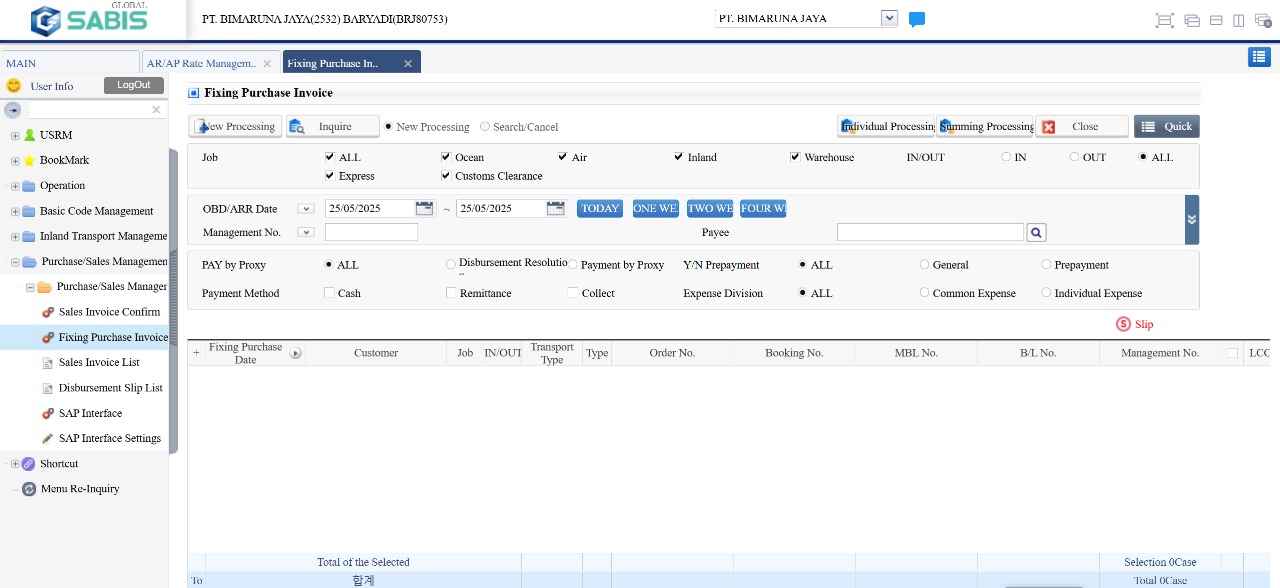 GLOBAL
SABIS
PT. BIMARUNA JAYA(2532) BARYADI(BRJ80753)
PT. BIMARUNA JAYA
MAIN
AR/AP Rate Managem..
Fixing Purchase In..
User Info
LogOut
USRM
BookMark
Operation
Basic Code Management
Inland Transport Manageme
Purchase/Sales Managemen
Purchase/Sales Manager
Sales Invoice Confirm
Fixing Purchase Invoice
Sales Invoice List
Disbursement Slip List
SAP Interface
SAP Interface Settings
Shortcut
Menu Re-Inquiry
Fixing Purchase Invoice
New Processing
Inquire
New Processing
Search/Cancel
Individual Processing
Summing Processing
Close
Quick
Job
ALL
Ocean
Air
Inland
Warehouse
IN/OUT
IN
OUT
ALL
Express
Customs Clearance
OBD/ARR Date
25/05/2025
~
25/05/2025
TODAY
ONE WE
TWO WE
FOUR WI
Management No.
Payee
PAY by Proxy
ALL
Disbursement Resolutio
Payment by Proxy
Y/N Prepayment
ALL
General
Prepayment
Payment Method
Cash
Remittance
Collect
Expense Division
ALL
Common Expense
Individual Expense
Slip
+
Fixing Purchase
Date
Customer
Job
IN/OUT
Transport
Type
Type
Order No.
Booking No.
MBL No.
B/L No.
Management No.
LCC
Total of the Selected
Selection 0Case
To
합계
Total 0Case